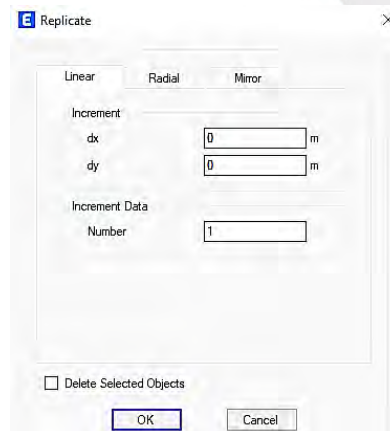 E Replicate
Linear Radial Mirror
Increment
dx 0 m
dy 0 m
Increment Data
Number 1
Delete Selected Objects
OK Cancel